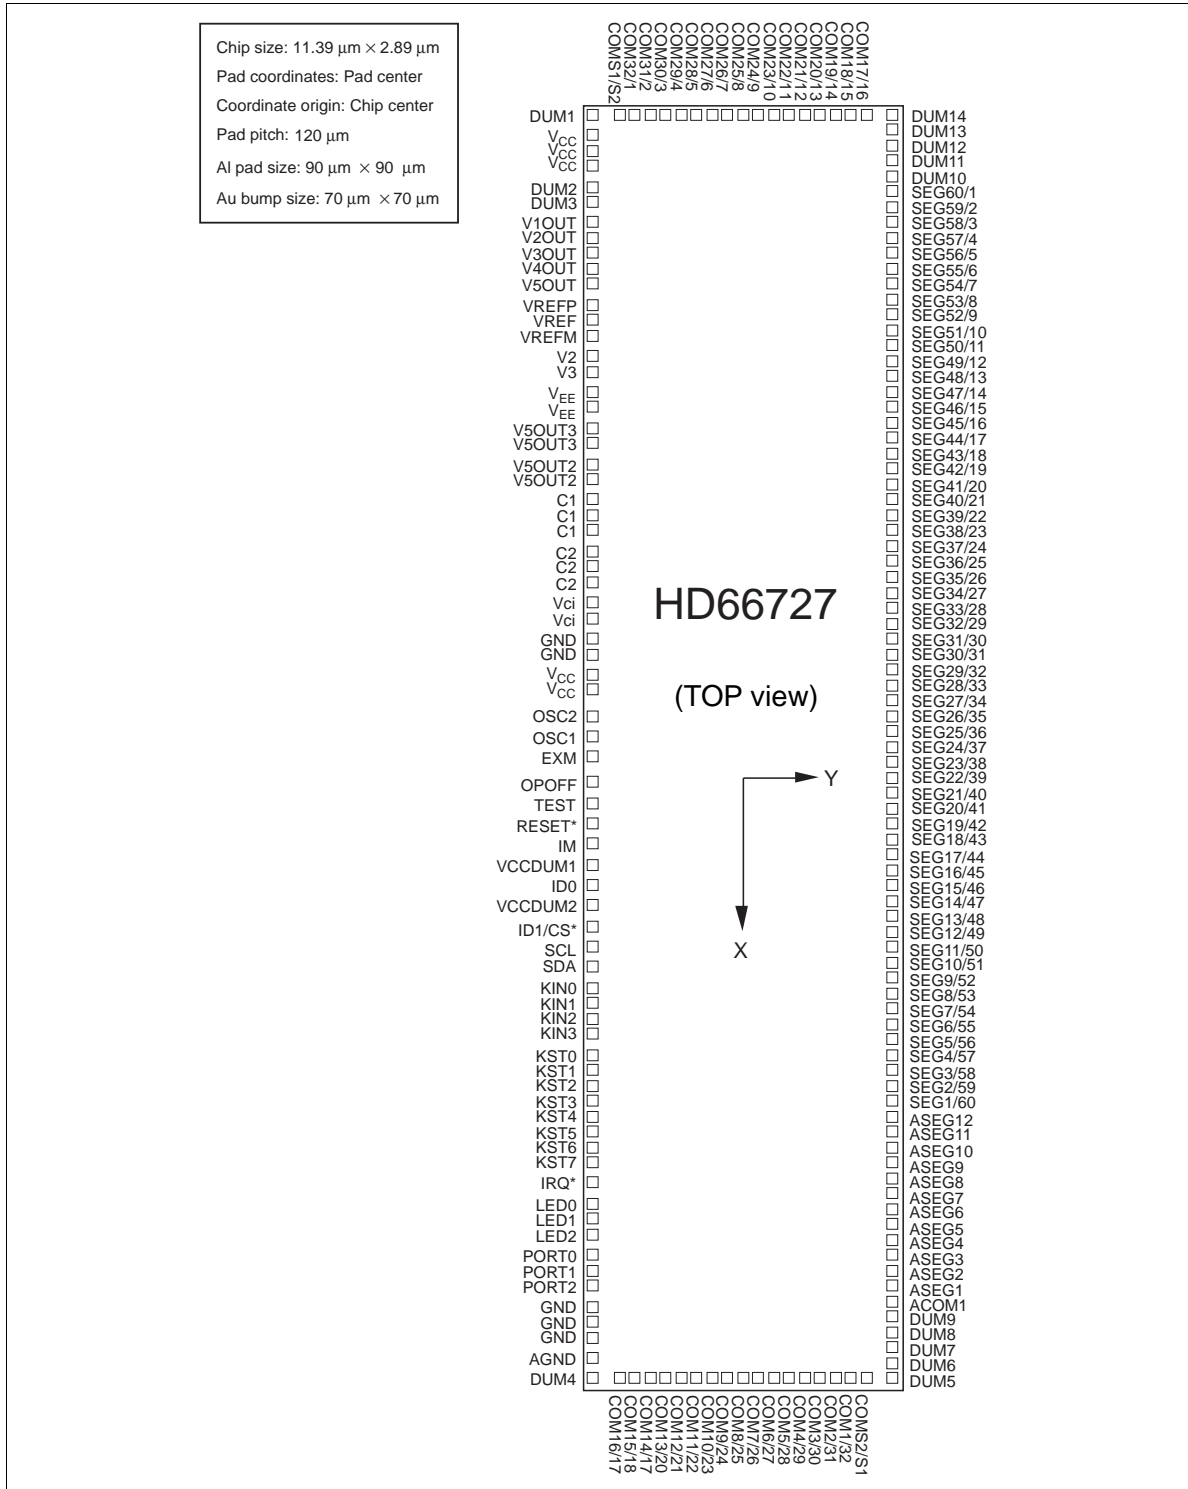 Chip size: 11.39 μm × 2.89 μm
Pad coordinates: Pad center
Coordinate origin: Chip center
Pad pitch: 120 μm
Al pad size: 90 μm × 90 μm
Au bump size: 70 μm × 70 μm
COMS1/S2
COM32/1
COM31/2
COM30/3
COM29/4
COM28/5
COM27/6
COM26/7
COM25/8
COM24/9
COM23/10
COM22/11
COM21/12
COM20/13
COM19/14
COM18/15
COM17/16
DUM1
VCC
VCC
VCC
DUM2
DUM3
V1OUT
V2OUT
V3OUT
V4OUT
V5OUT
VREFP
VREF
VREFM
V2
V3
VEE
VEE
V5OUT3
V5OUT3
V5OUT2
V5OUT2
C1
C1
C1
C2
C2
C2
Vci
Vci
GND
GND
VCC
VCC
OSC2
OSC1
EXM
OPOFF
TEST
RESET*
IM
VCCDUM1
ID0
VCCDUM2
ID1/CS*
SCL
SDA
KIN0
KIN1
KIN2
KIN3
KST0
KST1
KST2
KST3
KST4
KST5
KST6
KST7
IRQ*
LED0
LED1
LED2
PORT0
PORT1
PORT2
GND
GND
GND
AGND
DUM4
HD66727
(TOP view)
Y
X
DUM14
DUM13
DUM12
DUM11
DUM10
SEG60/1
SEG59/2
SEG58/3
SEG57/4
SEG56/5
SEG55/6
SEG54/7
SEG53/8
SEG52/9
SEG51/10
SEG50/11
SEG49/12
SEG48/13
SEG47/14
SEG46/15
SEG45/16
SEG44/17
SEG43/18
SEG42/19
SEG41/20
SEG40/21
SEG39/22
SEG38/23
SEG37/24
SEG36/25
SEG35/26
SEG34/27
SEG33/28
SEG32/29
SEG31/30
SEG30/31
SEG29/32
SEG28/33
SEG27/34
SEG26/35
SEG25/36
SEG24/37
SEG23/38
SEG22/39
SEG21/40
SEG20/41
SEG19/42
SEG18/43
SEG17/44
SEG16/45
SEG15/46
SEG14/47
SEG13/48
SEG12/49
SEG11/50
SEG10/51
SEG9/52
SEG8/53
SEG7/54
SEG6/55
SEG5/56
SEG4/57
SEG3/58
SEG2/59
SEG1/60
ASEG12
ASEG11
ASEG10
ASEG9
ASEG8
ASEG7
ASEG6
ASEG5
ASEG4
ASEG3
ASEG2
ASEG1
ACOM1
DUM9
DUM8
DUM7
DUM6
DUM5
COM16/17
COM15/18
COM14/17
COM13/20
COM12/21
COM11/22
COM10/23
COM9/24
COM8/25
COM7/26
COM6/27
COM5/28
COM4/29
COM3/30
COM2/31
COM1/32
COMS2/S1